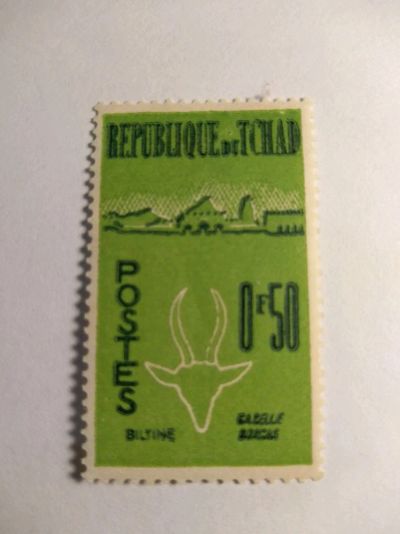 REPUBLIQUE DU TCHAD
POSTES
0F50
BILTINE
GAZELLE
DORCAS